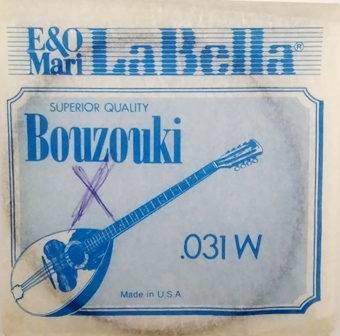 E&O
Mari LaBella®
SUPERIOR QUALITY
Bouzouki
.031 W
Made in U.S.A.